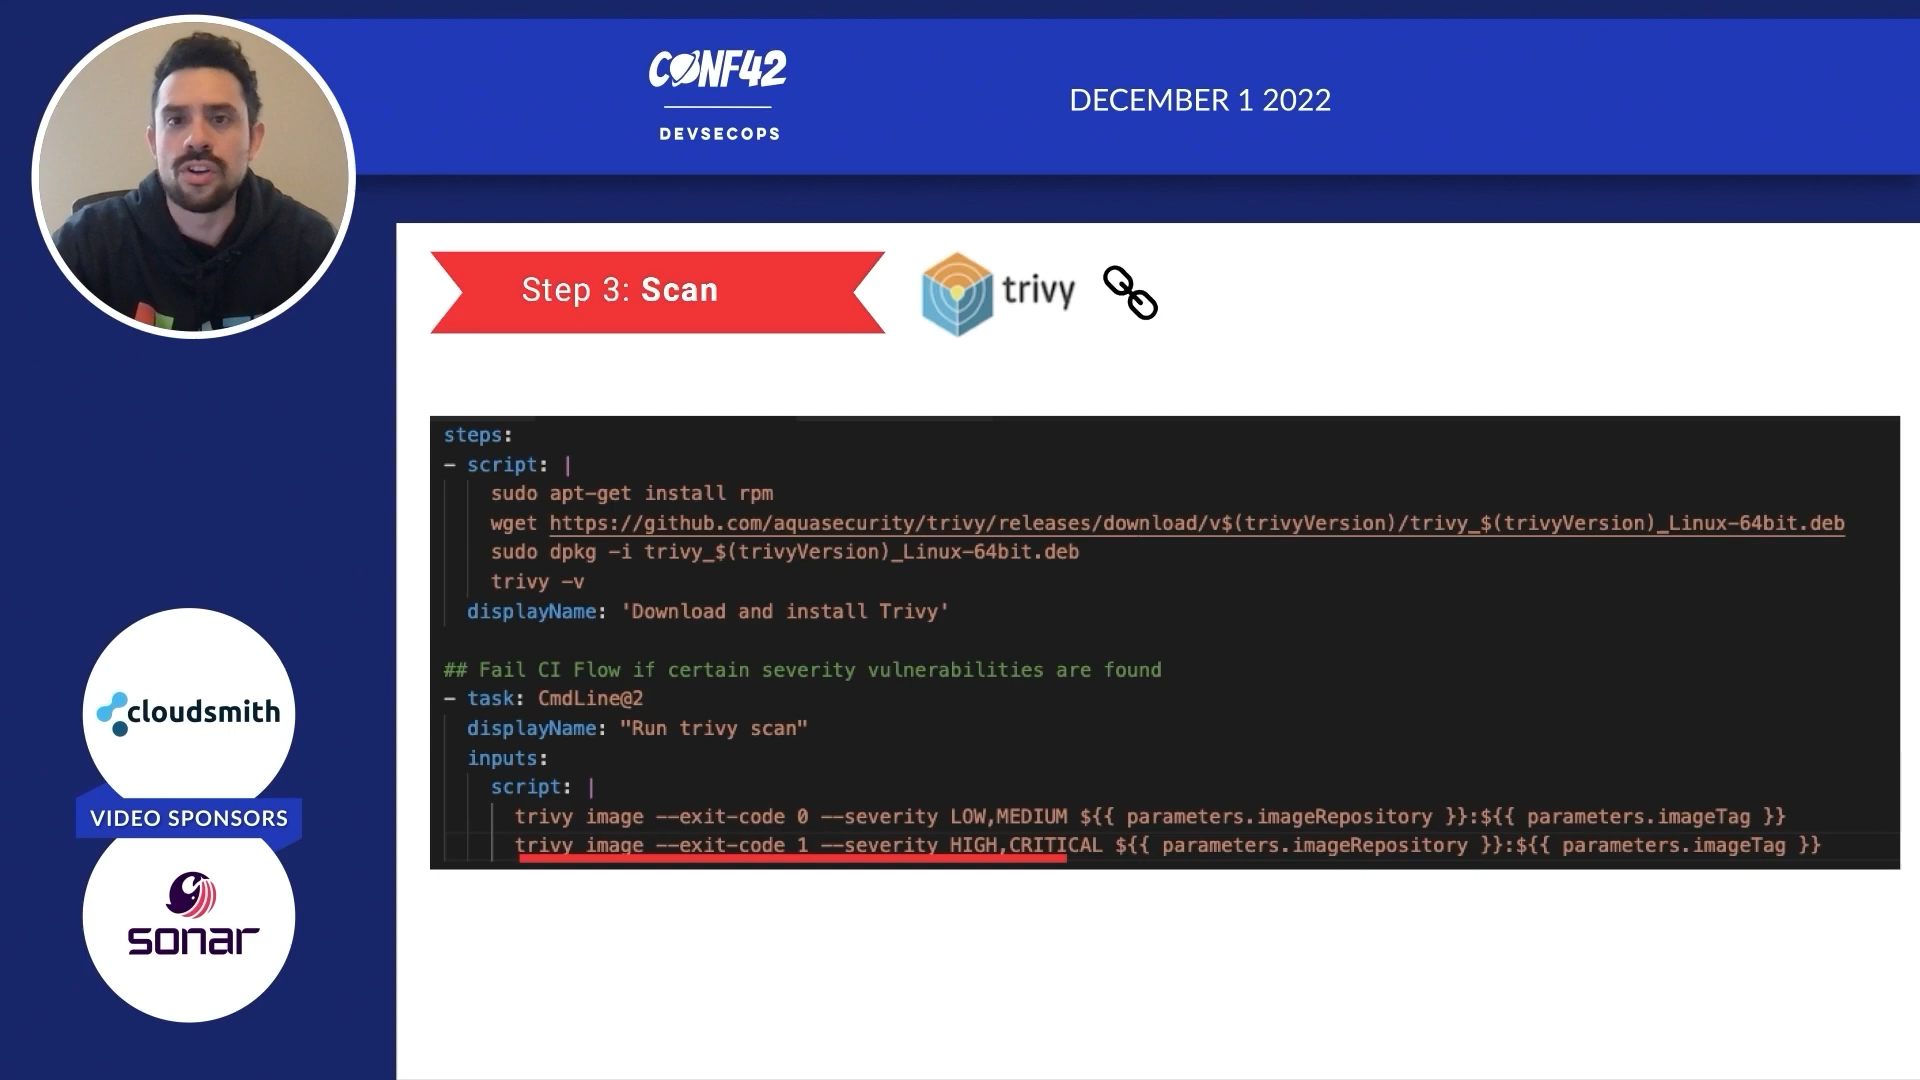 CONF42
DEVSECOPS
DECEMBER 1 2022
Step 3: Scan
trivy
steps:
- script: |
sudo apt-get install rpm
wget https://github.com/aquasecurity/trivy/releases/download/v$(trivyVersion)/trivy_$(trivyVersion)_Linux-64bit.deb
sudo dpkg -i trivy_$(trivyVersion)_Linux-64bit.deb
trivy -v
displayName: 'Download and install Trivy'
## Fail CI Flow if certain severity vulnerabilities are found
- task: CmdLine@2
displayName: "Run trivy scan"
inputs:
script: |
trivy image --exit-code 0 --severity LOW,MEDIUM ${{ parameters.imageRepository }}:${{ parameters.imageTag }}
trivy image --exit-code 1 --severity HIGH,CRITICAL ${{ parameters.imageRepository }}:${{ parameters.imageTag }}
cloudsmith
VIDEO SPONSORS
sonar